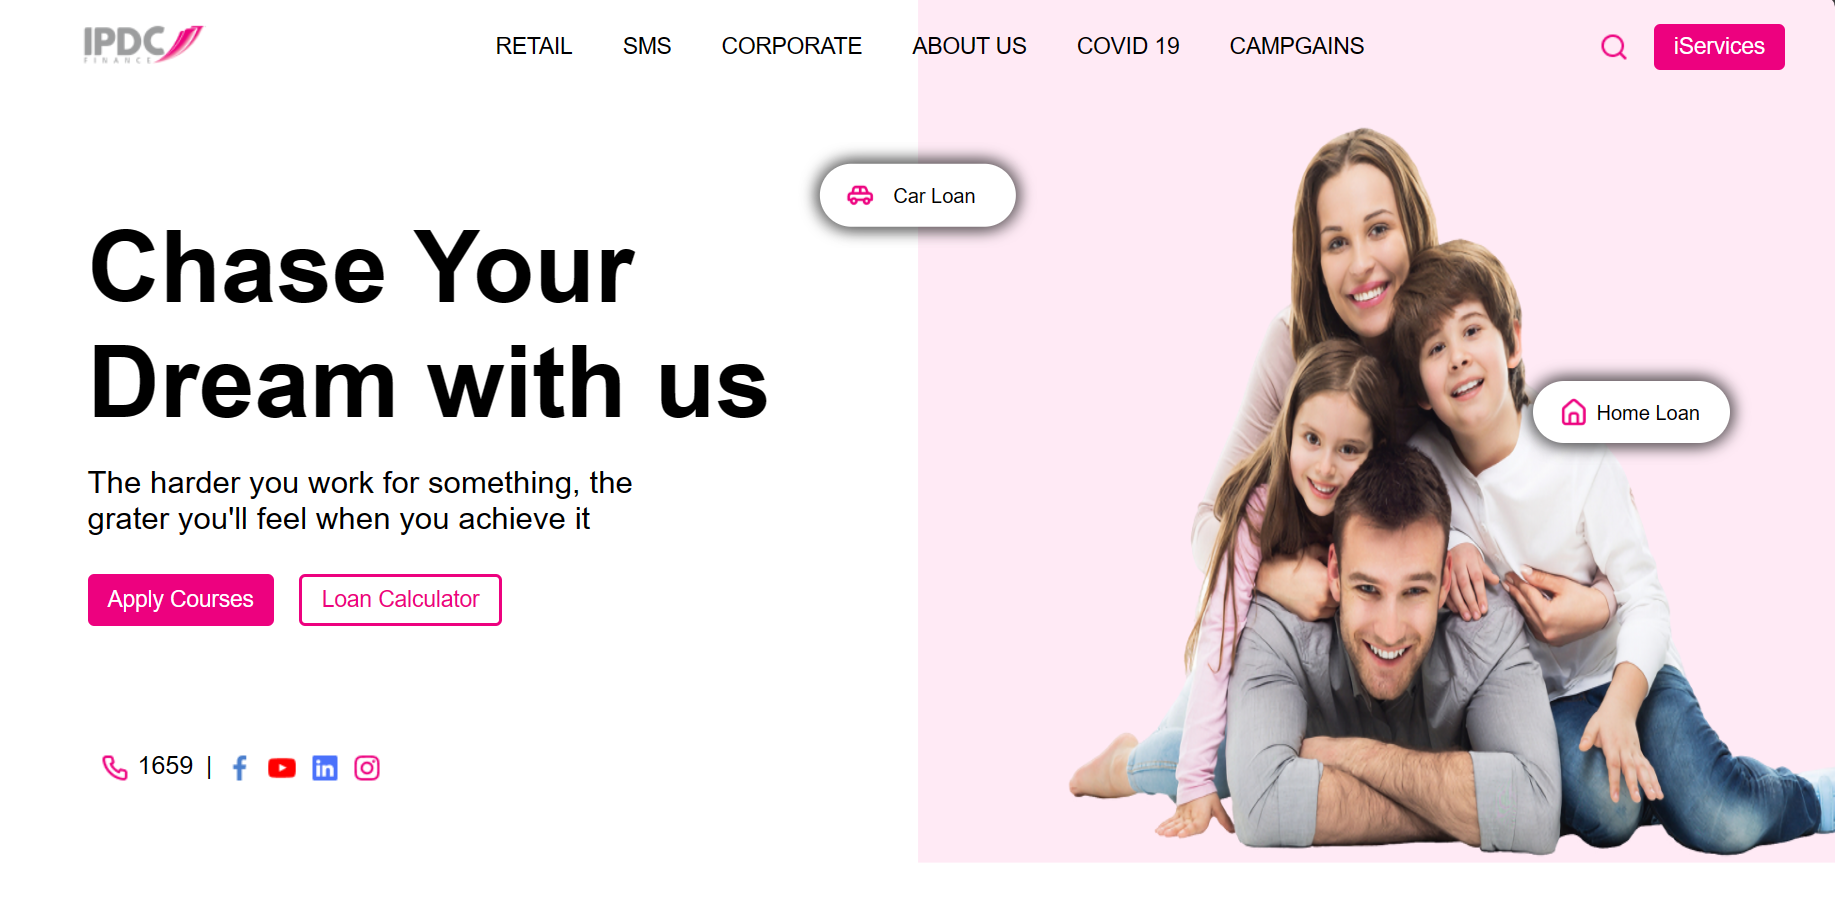 IPDC
FINANCE
RETAIL SMS CORPORATE ABOUT US COVID 19 CAMPGAINS
iServices
Car Loan
Chase Your
Dream with us
Home Loan
The harder you work for something, the
grater you'll feel when you achieve it
Apply Courses Loan Calculator
1659 |